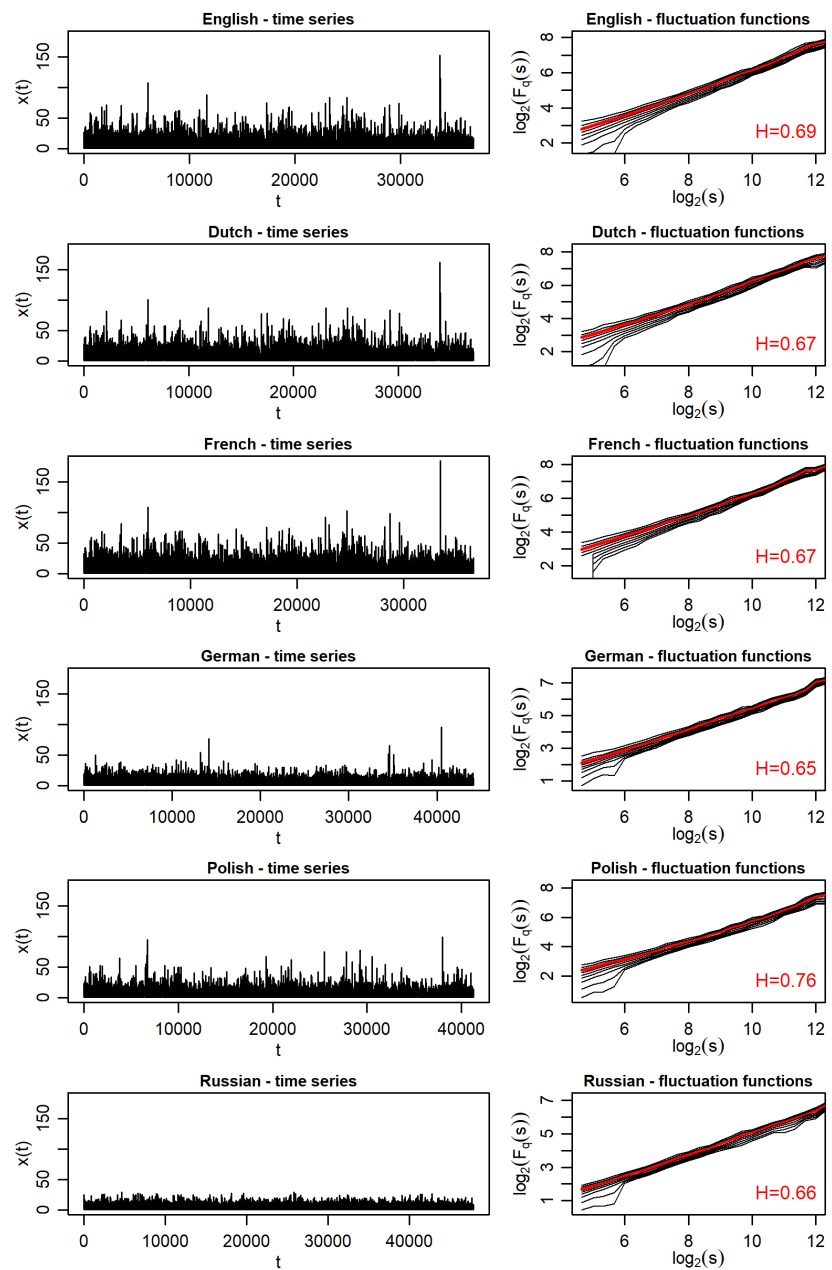 English - time series
x(t)
0 50 150
0 10000 20000 30000
t
English - fluctuation functions
log2(Fq(s))
2 4 6 8
H=0.69
6 8 10 12
log2(s)
Dutch - time series
x(t)
0 50 150
0 10000 20000 30000
t
Dutch - fluctuation functions
log2(Fq(s))
2 4 6 8
H=0.67
6 8 10 12
log2(s)
French - time series
x(t)
0 50 150
0 10000 20000 30000
t
French - fluctuation functions
log2(Fq(s))
2 4 6 8
H=0.67
6 8 10 12
log2(s)
German - time series
x(t)
0 50 150
0 10000 20000 30000 40000
t
German - fluctuation functions
log2(Fq(s))
1 3 5 7
H=0.65
6 8 10 12
log2(s)
Polish - time series
x(t)
0 50 150
0 10000 20000 30000 40000
t
Polish - fluctuation functions
log2(Fq(s))
2 4 6 8
H=0.76
6 8 10 12
log2(s)
Russian - time series
x(t)
0 50 150
0 10000 20000 30000 40000
t
Russian - fluctuation functions
log2(Fq(s))
1 3 5 7
H=0.66
6 8 10 12
log2(s)